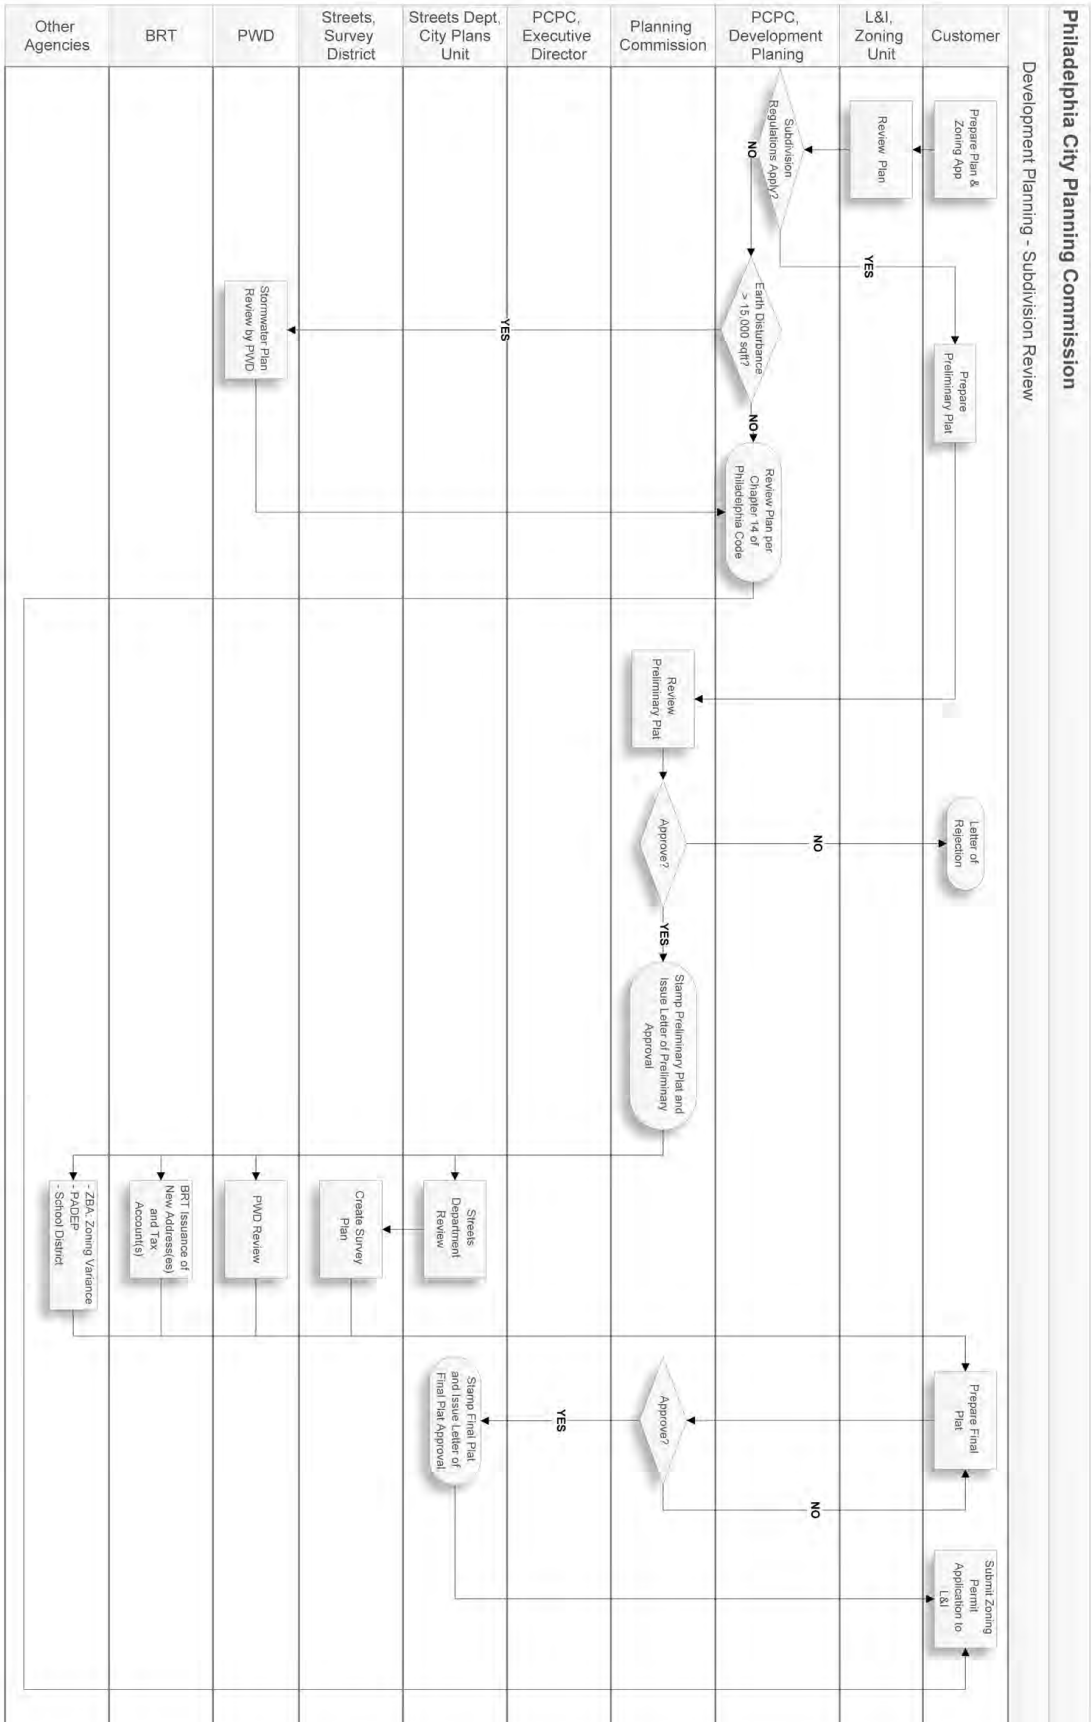 Philadelphia City Planning Commission
Development Planning - Subdivision Review
Customer
L&I,
Zoning
Unit
PCPC,
Development
Planing
Planning
Commission
PCPC,
Executive
Director
Streets Dept,
City Plans
Unit
Streets,
Survey
District
PWD
BRT
Other
Agencies
Prepare Plan &
Zoning App
Review Plan
Subdivision
Regulations Apply?
NO
YES
Earth Disturbance
> 15,000 sqft?
YES
NO
Stormwater Plan
Review by PWD
Prepare
Preliminary Plat
Review Plan per
Chapter 14 of
Philadelphia Code
Review
Preliminary Plat
Approve?
NO
Letter of
Rejection
YES
Stamp Preliminary Plat and
Issue Letter of Preliminary
Approval
Streets
Department
Review
Create Survey
Plan
PWD Review
BRT Issuance of
New Address(es)
and Tax
Account(s)
- ZBA: Zoning Variance
- PADEP
- School District
Prepare Final
Plat
Approve?
YES
NO
Stamp Final Plat
and Issue Letter of
Final Plat Approval
Submit Zoning
Permit
Application to
L&I